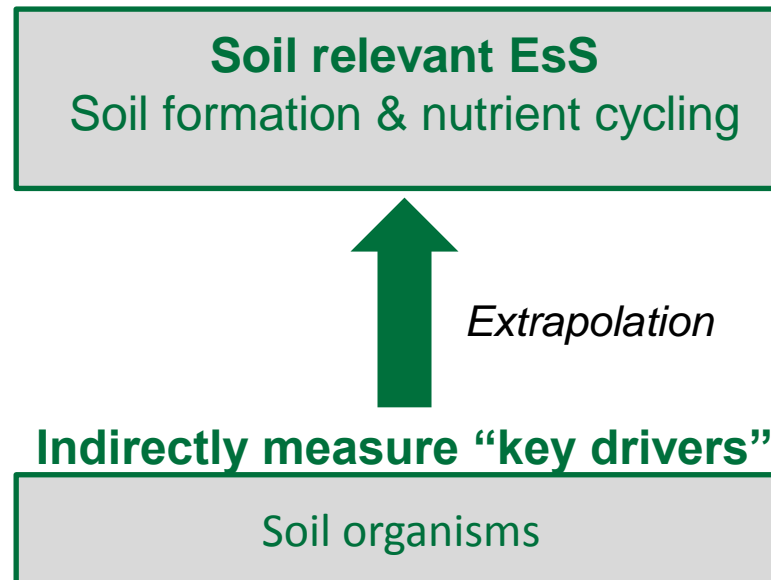 Soil relevant EsS
Soil formation & nutrient cycling
Extrapolation
Indirectly measure “key drivers”
Soil organisms